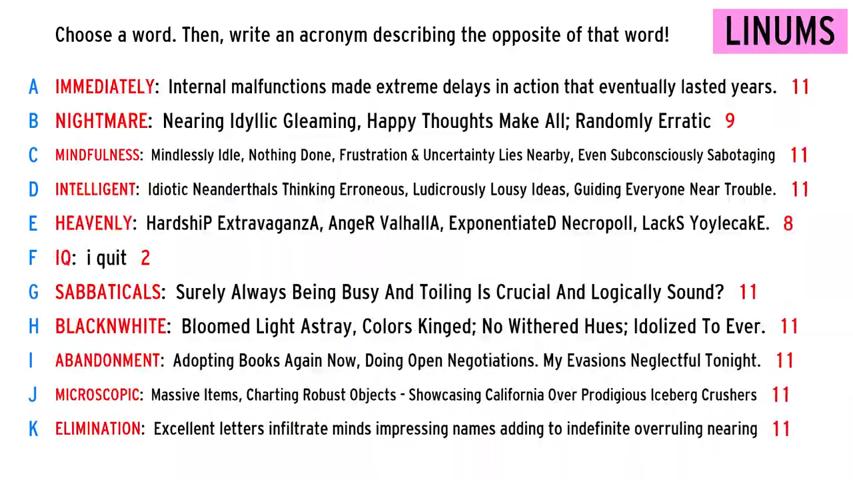 Choose a word. Then, write an acronym describing the opposite of that word!
LINUMS
A IMMEDIATELY: Internal malfunctions made extreme delays in action that eventually lasted years. 11
B NIGHTMARE: Nearing Idyllic Gleaming, Happy Thoughts Make All; Randomly Erratic 9
C MINDFULNESS: Mindlessly Idle, Nothing Done, Frustration & Uncertainty Lies Nearby, Even Subconsciously Sabotaging 11
D INTELLIGENT: Idiotic Neanderthals Thinking Erroneous, Ludicrously Lousy Ideas, Guiding Everyone Near Trouble. 11
E HEAVENLY: HardshiP ExtravaganzA, AngeR ValhallA, ExponentiateD NecropolI, LackS YoylecakE. 8
F IQ: i quit 2
G SABBATICALS: Surely Always Being Busy And Toiling Is Crucial And Logically Sound? 11
H BLACKNWHITE: Bloomed Light Astray, Colors Kinged; No Withered Hues; Idolized To Ever. 11
I ABANDONMENT: Adopting Books Again Now, Doing Open Negotiations. My Evasions Neglectful Tonight. 11
J MICROSCOPIC: Massive Items, Charting Robust Objects - Showcasing California Over Prodigious Iceberg Crushers 11
K ELIMINATION: Excellent letters infiltrate minds impressing names adding to indefinite overruling nearing 11